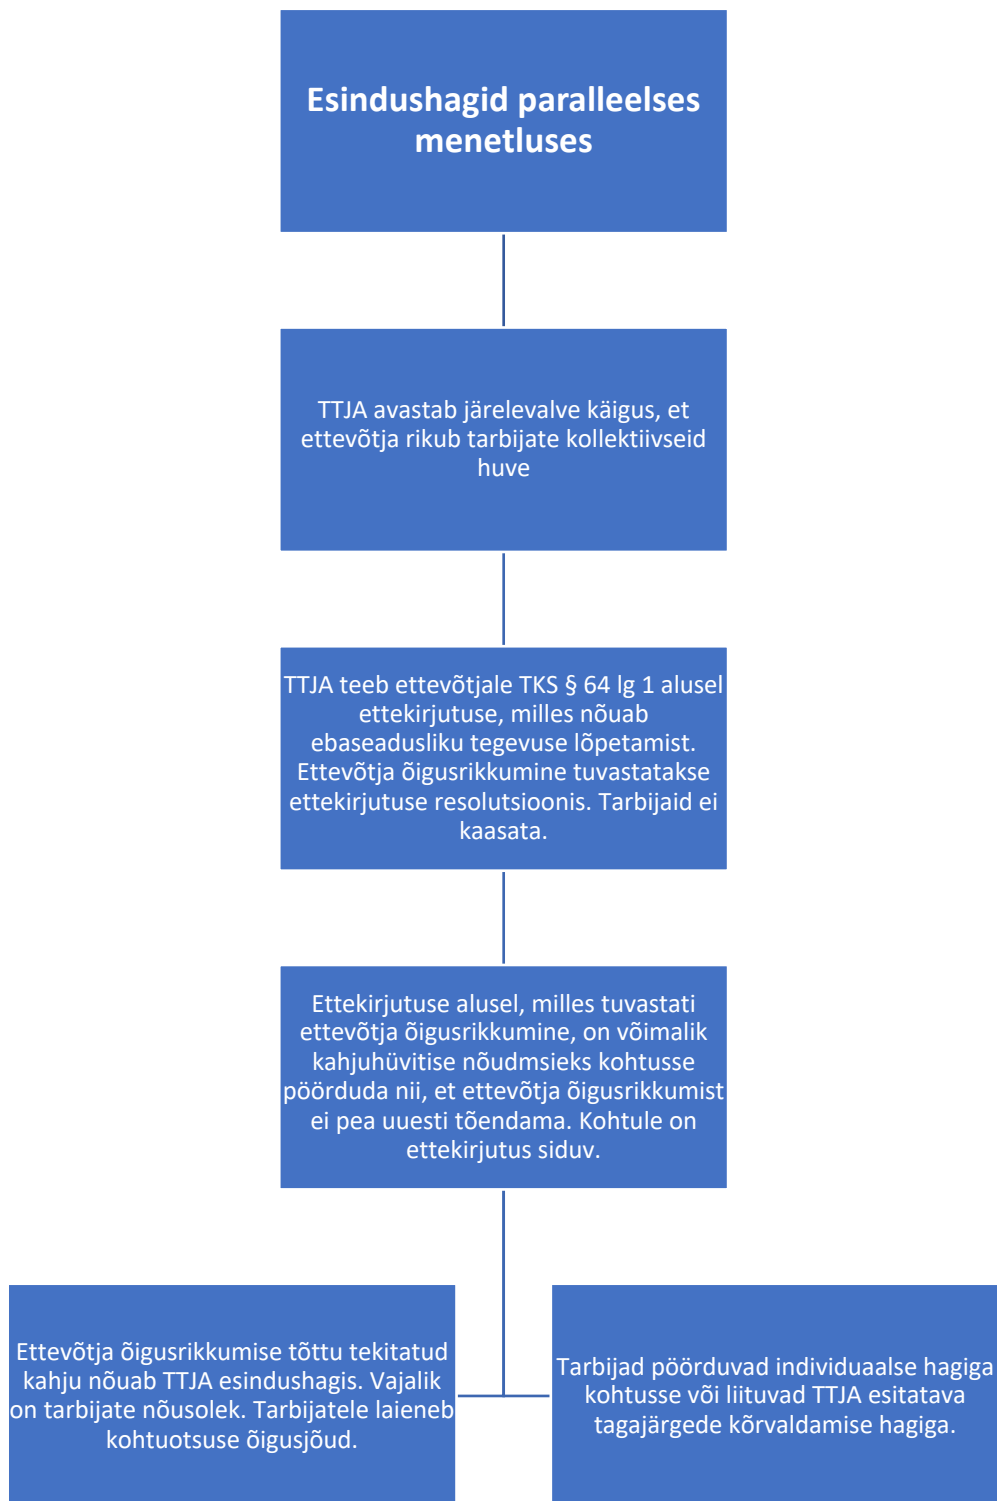 Esindushagid paralleelses
menetluses
TTJA avastab järelevalve käigus, et
ettevõtja rikub tarbijate kollektiivseid
huve
TTJA teeb ettevõtjale TKS § 64 lg 1 alusel
ettekirjutuse, milles nõuab
ebaseadusliku tegevuse lõpetamist.
Ettevõtja õigusrikkumine tuvastatakse
ettekirjutuse resolutsioonis. Tarbijaid ei
kaasata.
Ettekirjutuse alusel, milles tuvastati
ettevõtja õigusrikkumine, on võimalik
kahjuhüvitise nõudmsieks kohtusse
pöörduda nii, et ettevõtja õigusrikkumist
ei pea uuesti tõendama. Kohtule on
ettekirjutus siduv.
Ettevõtja õigusrikkumise tõttu tekitatud
kahju nõuab TTJA esindushagis. Vajalik
on tarbijate nõusolek. Tarbijatele laieneb
kohtuotsuse õigusjõud.
Tarbijad pöörduvad individuaalse hagiga
kohtusse või liituvad TTJA esitatava
tagajärgede kõrvaldamise hagiga.